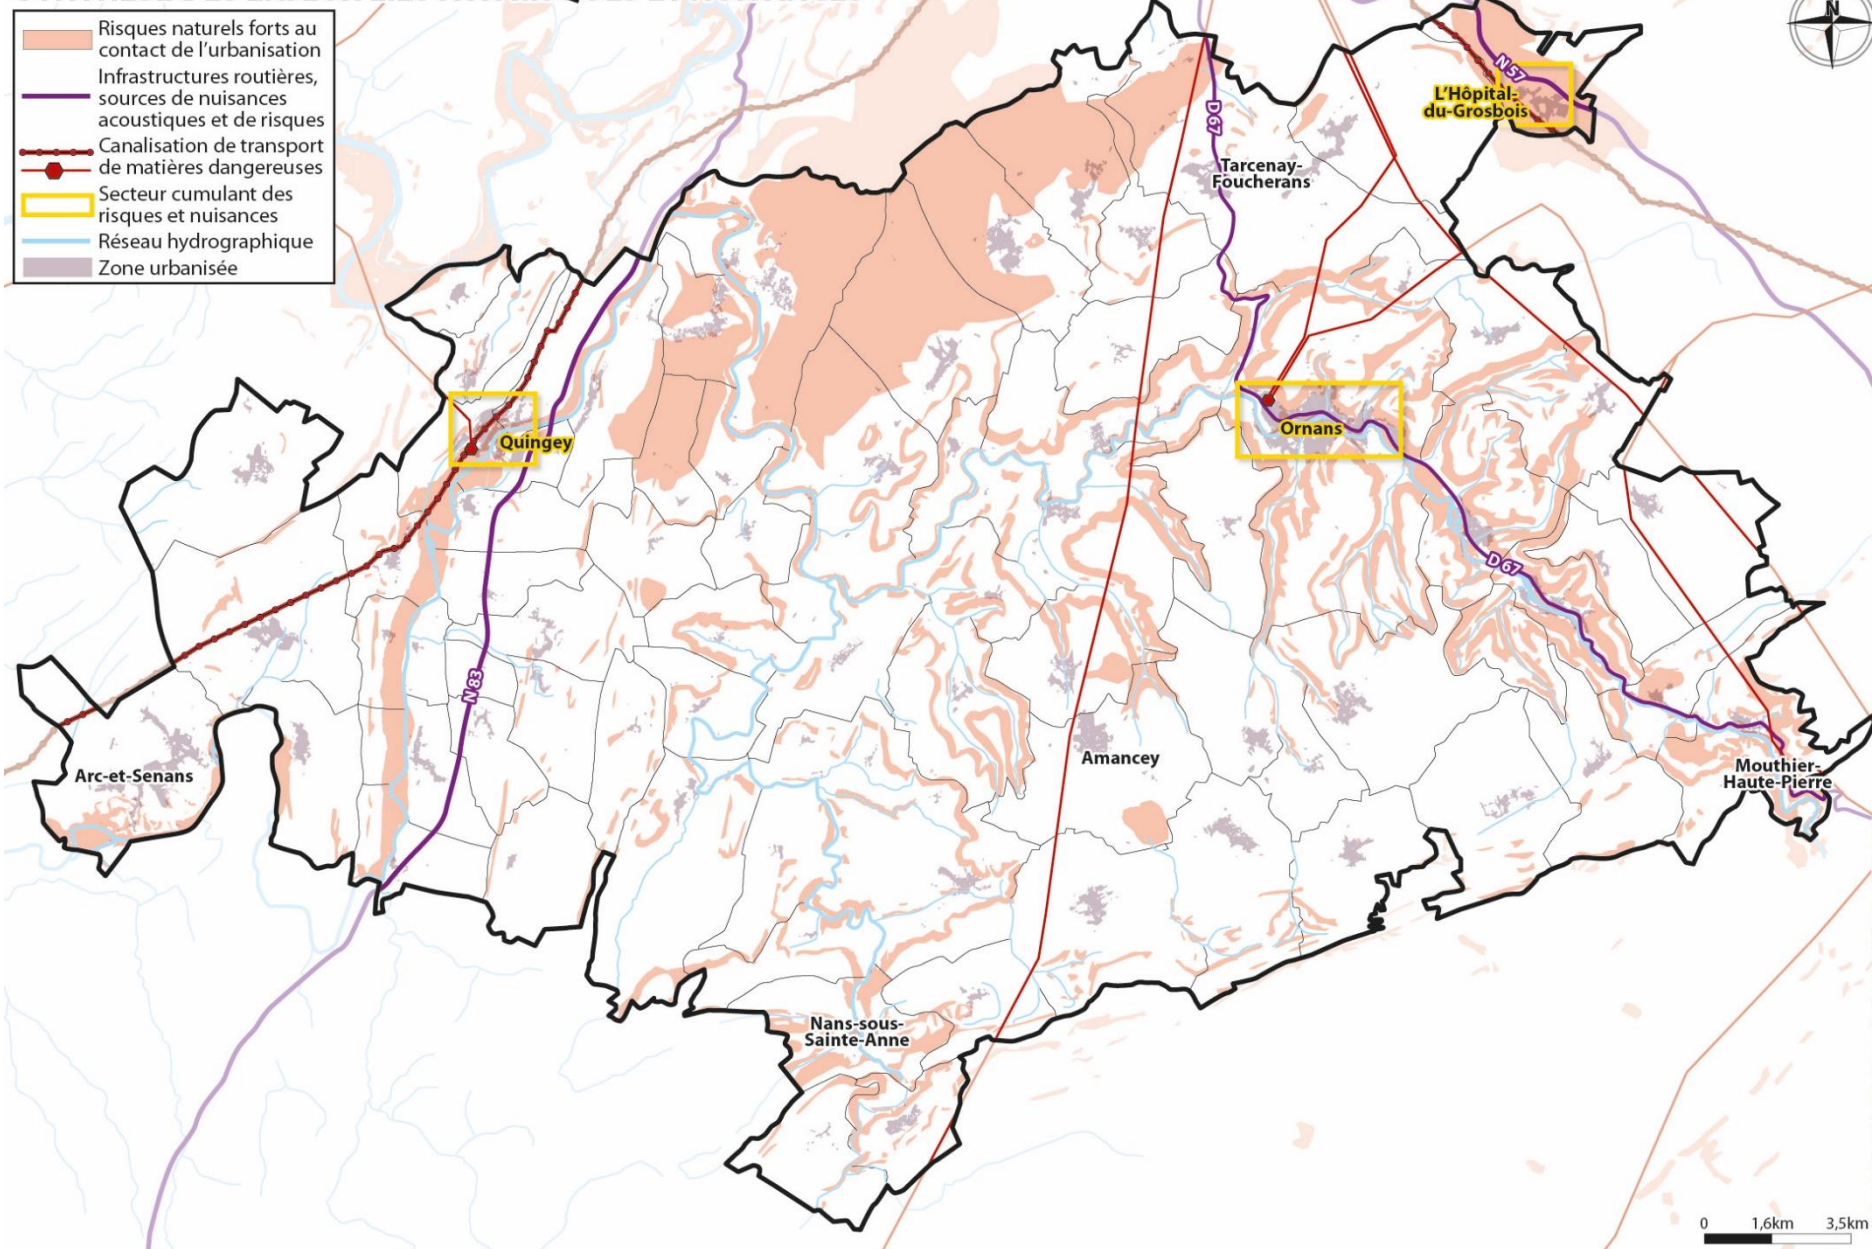 Risques naturels forts au
contact de l'urbanisation
Infrastructures routières,
sources de nuisances
acoustiques et de risques
Canalisation de transport
de matières dangereuses
Secteur cumulant des
risques et nuisances
Réseau hydrographique
Zone urbanisée
N
N 57
L'Hôpital-
du-Grosbois
D 67
Tarcenay-
Foucherans
Quingey
Ornans
D 67
N 83
Amancey
Arc-et-Senans
Mouthier-
Haute-Pierre
Nans-sous-
Sainte-Anne
0 1,6km 3,5km